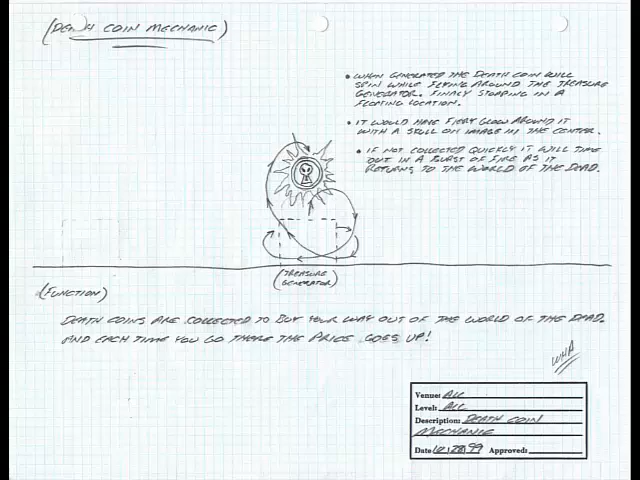 (DEATH COIN MECHANIC)
• WHEN GENERATED THE DEATH COIN WILL
SPIN WHILE FLYING AROUND THE TREASURE
GENERATOR. FINALY STOPPING IN A
FLOATING LOCATION.
• IT WOULD HAVE FIERY GLOW AROUND IT
WITH A SKULL ON IMAGE IN THE CENTER.
• IF NOT COLLECTED QUICKLY IT WILL TIME
OUT IN A BURST OF FIRE AS IT
RETURNS TO THE WORLD OF THE DEAD.
(TREASURE
GENERATOR)
(FUNCTION)
DEATH COINS ARE COLLECTED TO BUY YOUR WAY OUT OF THE WORLD OF THE DEAD.
AND EACH TIME YOU GO THERE THE PRICE GOES UP!
WHA
Venue: ALL
Level: ALL
Description: DEATH COIN
MECHANIC
Date 10/28/99 Approved: